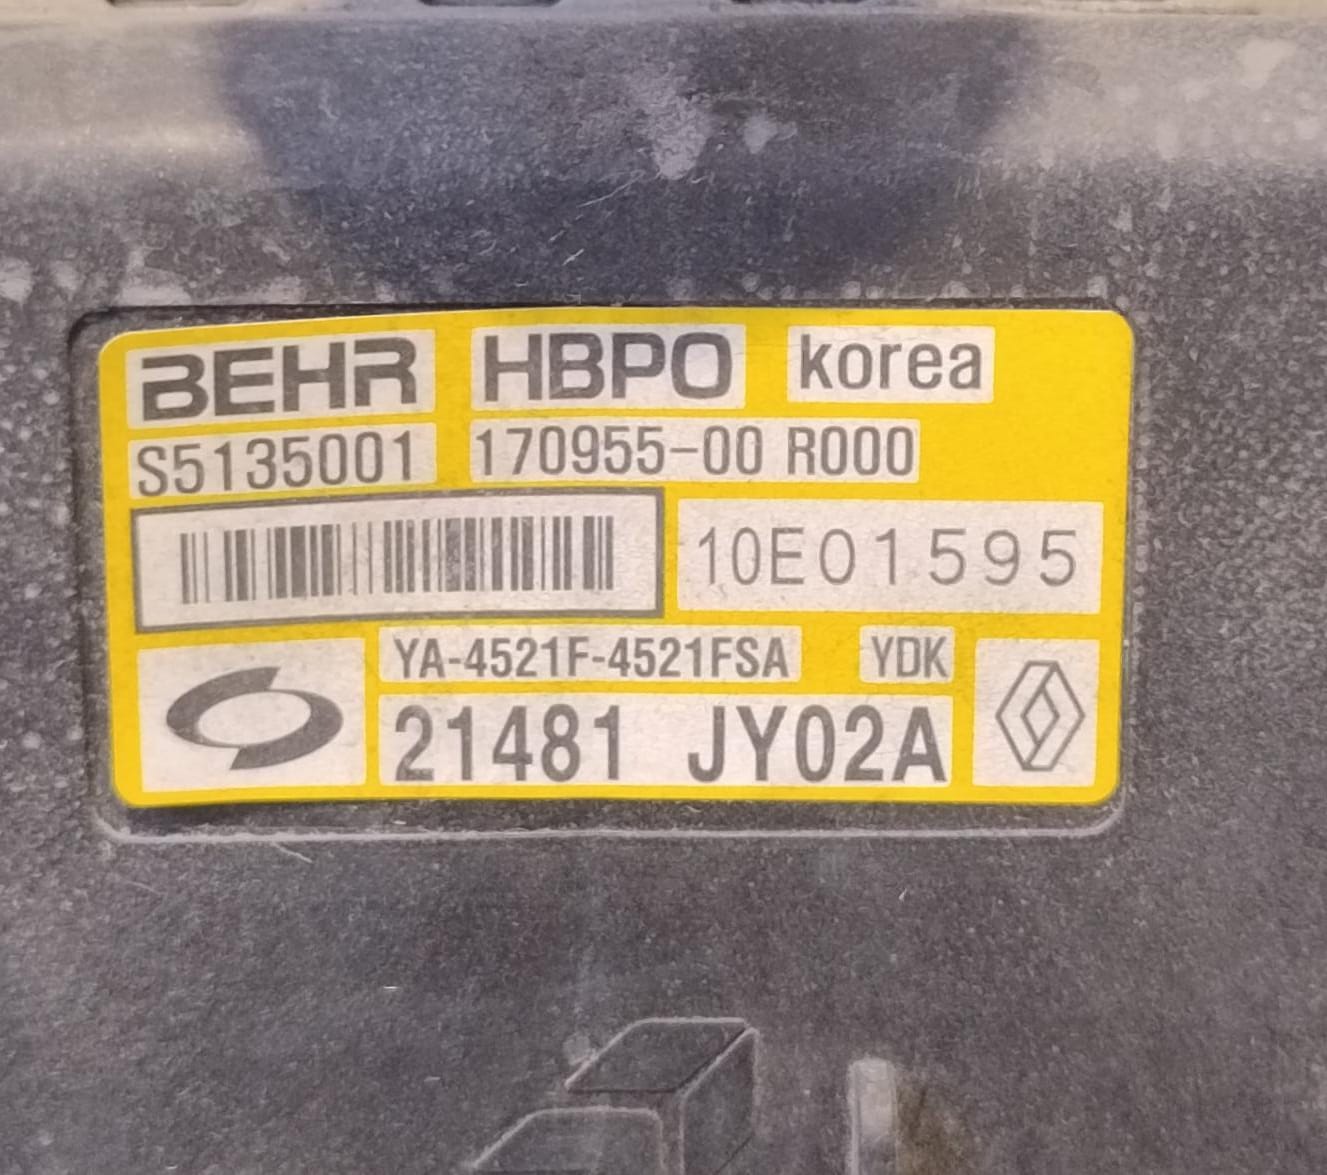 BEHR HBPO korea
S5135001 170955-00 R000
10E01595
YA-4521F-4521FSA YDK
21481 JY02A